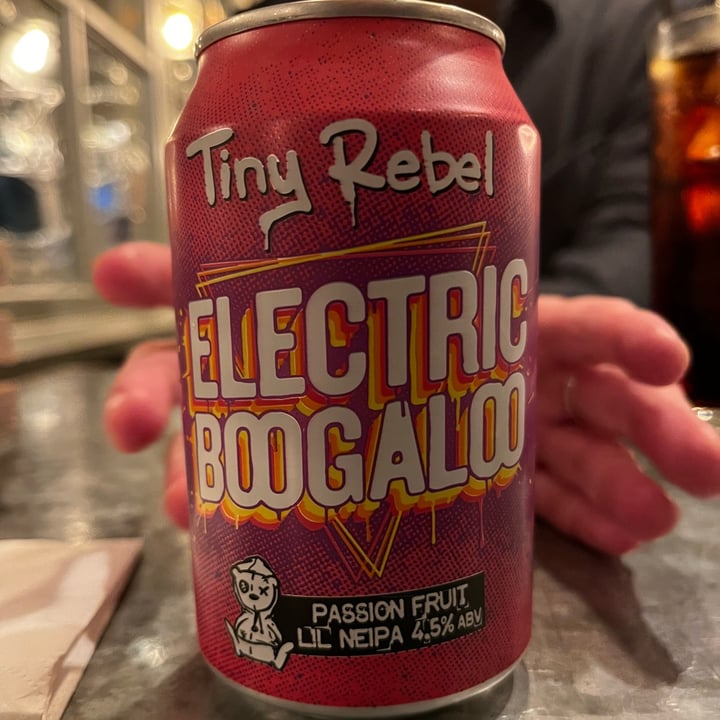 Tiny Rebel
ELECTRIC
BOOGALOO
PASSION FRUIT
LIL NEIPA 4.5% ABV